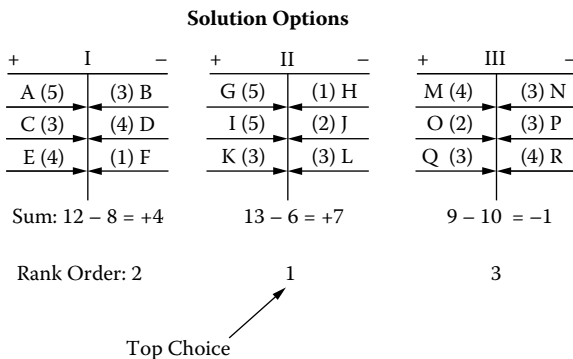 Solution Options
+ I – + II – + III –
A (5) (3) B G (5) (1) H M (4) (3) N
C (3) (4) D I (5) (2) J O (2) (3) P
E (4) (1) F K (3) (3) L Q (3) (4) R
Sum: 12 – 8 = +4 13 – 6 = +7 9 – 10 = –1
Rank Order: 2 1 3
Top Choice